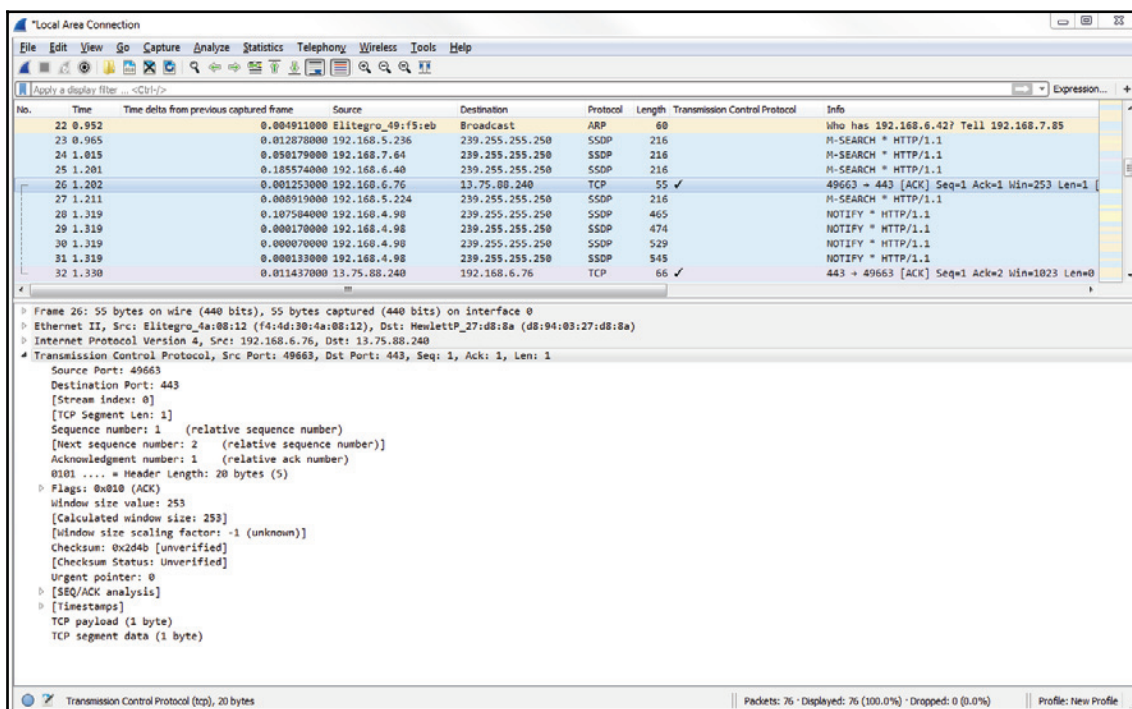 *Local Area Connection
File Edit View Go Capture Analyze Statistics Telephony Wireless Tools Help
Apply a display filter ... <Ctrl-/> Expression... +
No. Time Time delta from previous captured frame Source Destination Protocol Length Transmission Control Protocol Info
22 0.952 0.004911000 Elitegro_49:f5:eb Broadcast ARP 60 Who has 192.168.6.42? Tell 192.168.7.85
23 0.965 0.012878000 192.168.5.236 239.255.255.250 SSDP 216 M-SEARCH * HTTP/1.1
24 1.015 0.050179000 192.168.7.64 239.255.255.250 SSDP 216 M-SEARCH * HTTP/1.1
25 1.201 0.185574000 192.168.6.40 239.255.255.250 SSDP 216 M-SEARCH * HTTP/1.1
26 1.202 0.001253000 192.168.6.76 13.75.88.240 TCP 55 ✓ 49663 → 443 [ACK] Seq=1 Ack=1 Win=253 Len=1 [
27 1.211 0.008919000 192.168.5.224 239.255.255.250 SSDP 216 M-SEARCH * HTTP/1.1
28 1.319 0.107584000 192.168.4.98 239.255.255.250 SSDP 465 NOTIFY * HTTP/1.1
29 1.319 0.000170000 192.168.4.98 239.255.255.250 SSDP 474 NOTIFY * HTTP/1.1
30 1.319 0.000070000 192.168.4.98 239.255.255.250 SSDP 529 NOTIFY * HTTP/1.1
31 1.319 0.000133000 192.168.4.98 239.255.255.250 SSDP 545 NOTIFY * HTTP/1.1
32 1.330 0.011437000 13.75.88.240 192.168.6.76 TCP 66 ✓ 443 → 49663 [ACK] Seq=1 Ack=2 Win=1023 Len=0
Frame 26: 55 bytes on wire (440 bits), 55 bytes captured (440 bits) on interface 0
Ethernet II, Src: Elitegro_4a:08:12 (f4:4d:30:4a:08:12), Dst: HewlettP_27:d8:8a (d8:94:03:27:d8:8a)
Internet Protocol Version 4, Src: 192.168.6.76, Dst: 13.75.88.240
Transmission Control Protocol, Src Port: 49663, Dst Port: 443, Seq: 1, Ack: 1, Len: 1
Source Port: 49663
Destination Port: 443
[Stream index: 0]
[TCP Segment Len: 1]
Sequence number: 1 (relative sequence number)
[Next sequence number: 2 (relative sequence number)]
Acknowledgment number: 1 (relative ack number)
0101 .... = Header Length: 20 bytes (5)
Flags: 0x010 (ACK)
Window size value: 253
[Calculated window size: 253]
[Window size scaling factor: -1 (unknown)]
Checksum: 0x2d4b [unverified]
[Checksum Status: Unverified]
Urgent pointer: 0
[SEQ/ACK analysis]
[Timestamps]
TCP payload (1 byte)
TCP segment data (1 byte)
Transmission Control Protocol (tcp), 20 bytes Packets: 76 · Displayed: 76 (100.0%) · Dropped: 0 (0.0%) Profile: New Profile